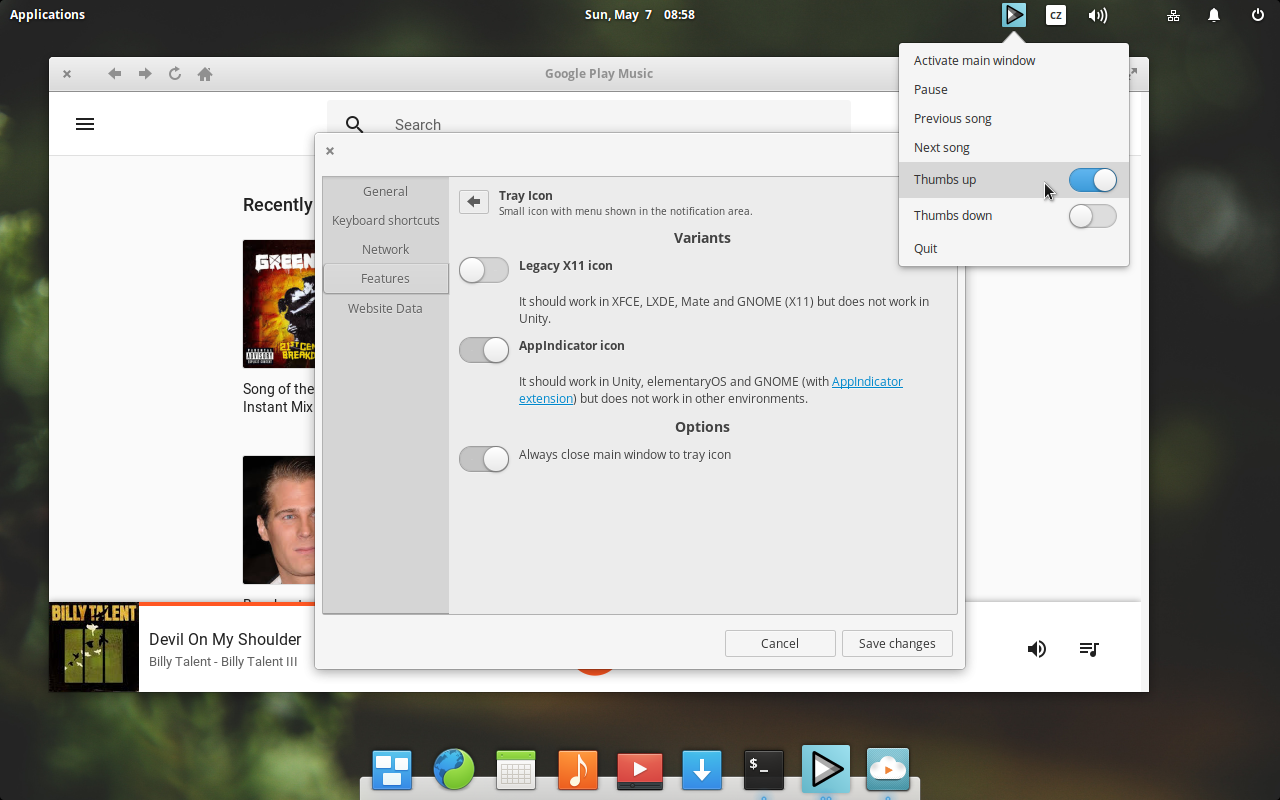 Applications
Sun, May 7 08:58
cz
Google Play Music
Activate main window
Pause
Previous song
Next song
Thumbs up
Thumbs down
Quit
Search
Recently
GREEN
21st CENT
BREAKD
Song of the
Instant Mix
General
Keyboard shortcuts
Network
Features
Website Data
Tray Icon
Small icon with menu shown in the notification area.
Variants
Legacy X11 icon
It should work in XFCE, LXDE, Mate and GNOME (X11) but does not work in
Unity.
AppIndicator icon
It should work in Unity, elementaryOS and GNOME (with AppIndicator
extension) but does not work in other environments.
Options
Always close main window to tray icon
Cancel
Save changes
BILLY TALENT
Devil On My Shoulder
Billy Talent - Billy Talent III
$_